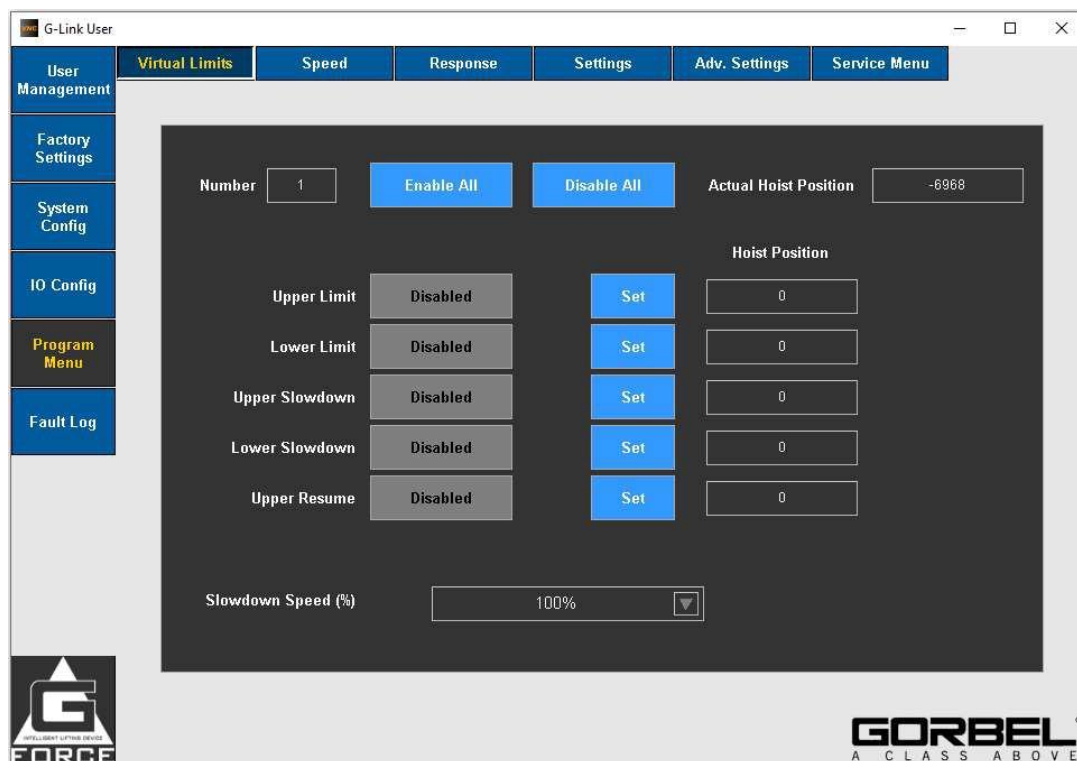 G-Link User
User Management
Factory Settings
System Config
IO Config
Program Menu
Fault Log
Virtual Limits
Speed
Response
Settings
Adv. Settings
Service Menu
Number 1 Enable All Disable All Actual Hoist Position -6968
Hoist Position
Upper Limit Disabled Set 0
Lower Limit Disabled Set 0
Upper Slowdown Disabled Set 0
Lower Slowdown Disabled Set 0
Upper Resume Disabled Set 0
Slowdown Speed (%) 100%
G
INTELLIGENT LIFTING DEVICE
FORCE
GORBEL
A CLASS ABOVE